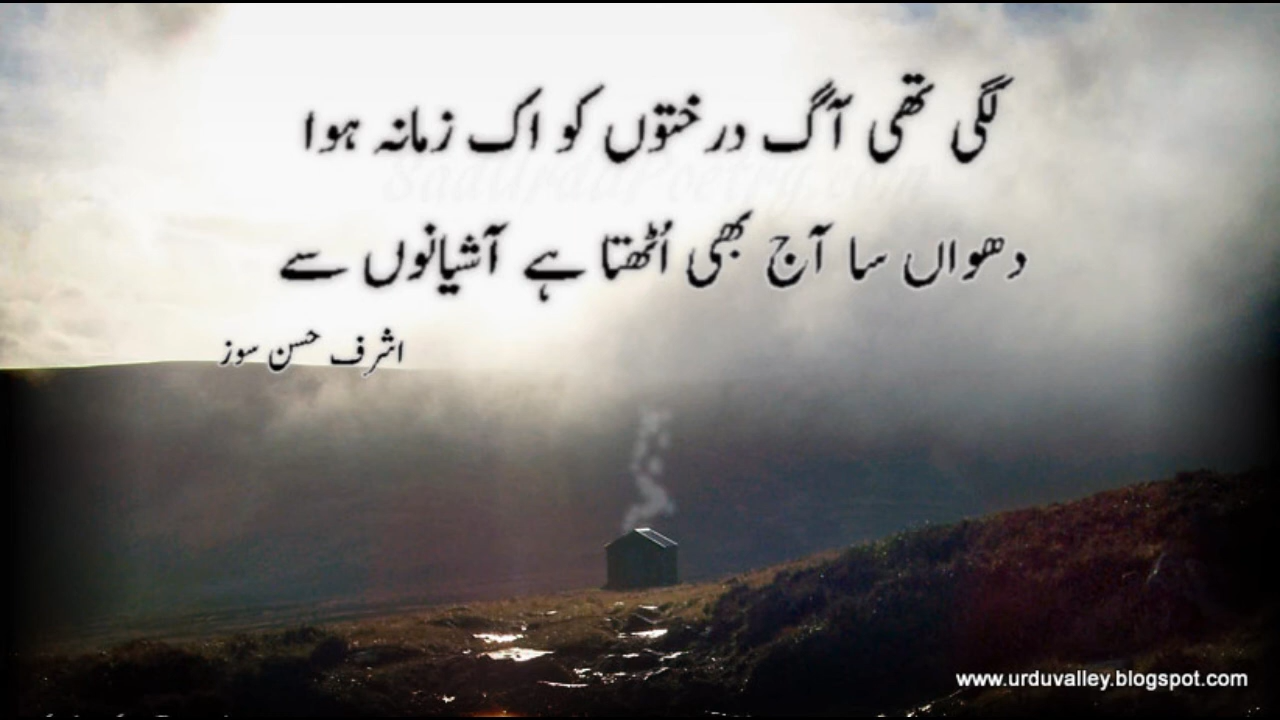 لگی تھی آگ درختوں کو اک زمانہ ہوا
دھواں سا آج بھی اُٹھتا ہے آشیانوں سے
اشرف حسن سوز
www.urduvalley.blogspot.com